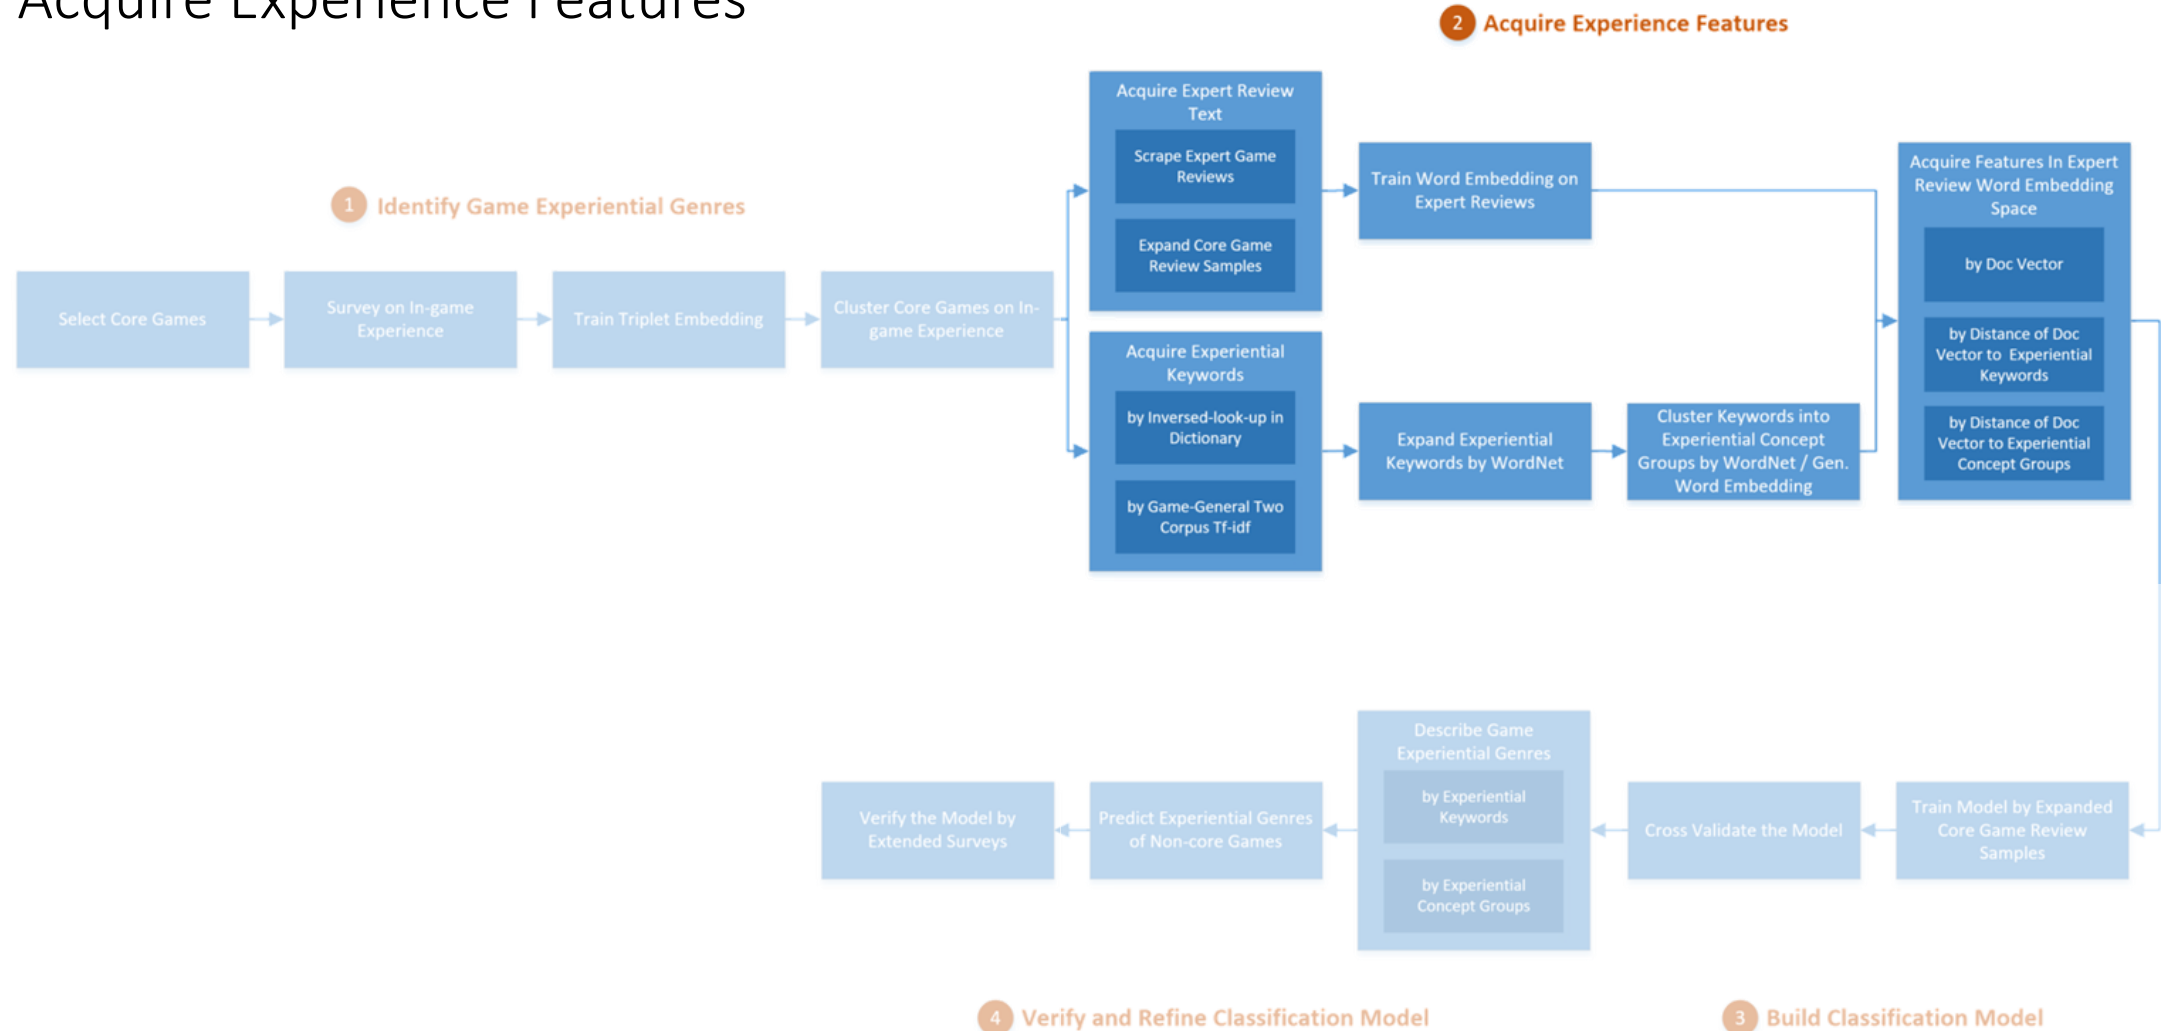 Acquire Experience Features
2 Acquire Experience Features
1 Identify Game Experiential Genres
Select Core Games
Survey on In-game
Experience
Train Triplet Embedding
Cluster Core Games on In-
game Experience
Acquire Expert Review
Text
Scrape Expert Game
Reviews
Expand Core Game
Review Samples
Acquire Experiential
Keywords
by Inversed-look-up in
Dictionary
by Game-General Two
Corpus Tf-idf
Train Word Embedding on
Expert Reviews
Expand Experiential
Keywords by WordNet
Cluster Keywords into
Experiential Concept
Groups by WordNet / Gen.
Word Embedding
Acquire Features In Expert
Review Word Embedding
Space
by Doc Vector
by Distance of Doc
Vector to Experiential
Keywords
by Distance of Doc
Vector to Experiential
Concept Groups
Train Model by Expanded
Core Game Review
Samples
Cross Validate the Model
Describe Game
Experiential Genres
by Experiential
Keywords
by Experiential
Concept Groups
Predict Experiential Genres
of Non-core Games
Verify the Model by
Extended Surveys
4 Verify and Refine Classification Model
3 Build Classification Model